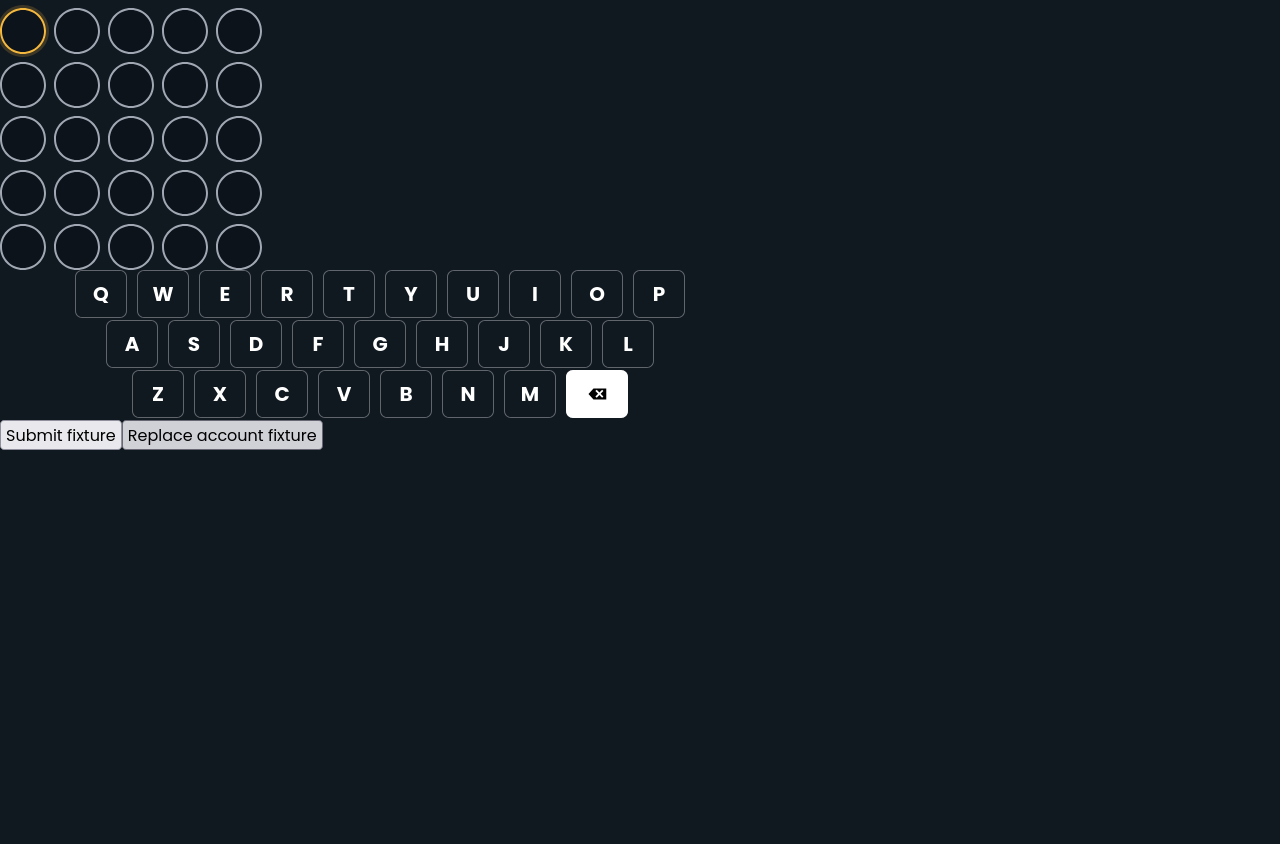 Q W E R T Y U I O P
A S D F G H J K L
Z X C V B N M
Submit fixture Replace account fixture